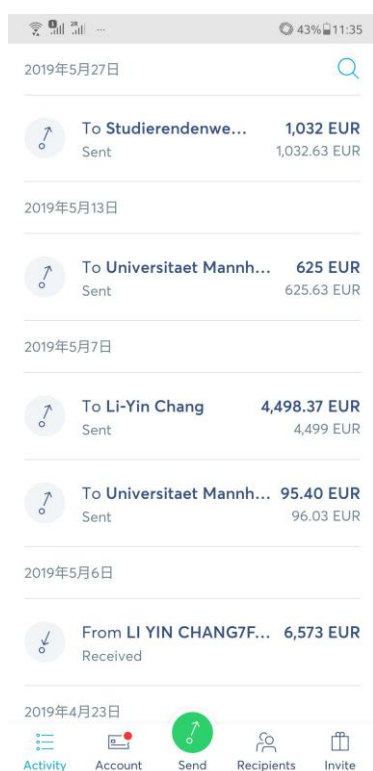 43% 11:35
2019年5月27日
To Studierendenwe... 1,032 EUR
Sent 1,032.63 EUR
2019年5月13日
To Universitaet Mannh... 625 EUR
Sent 625.63 EUR
2019年5月7日
To Li-Yin Chang 4,498.37 EUR
Sent 4,499 EUR
To Universitaet Mannh... 95.40 EUR
Sent 96.03 EUR
2019年5月6日
From LI YIN CHANG7F... 6,573 EUR
Received
2019年4月23日
Activity Account Send Recipients Invite